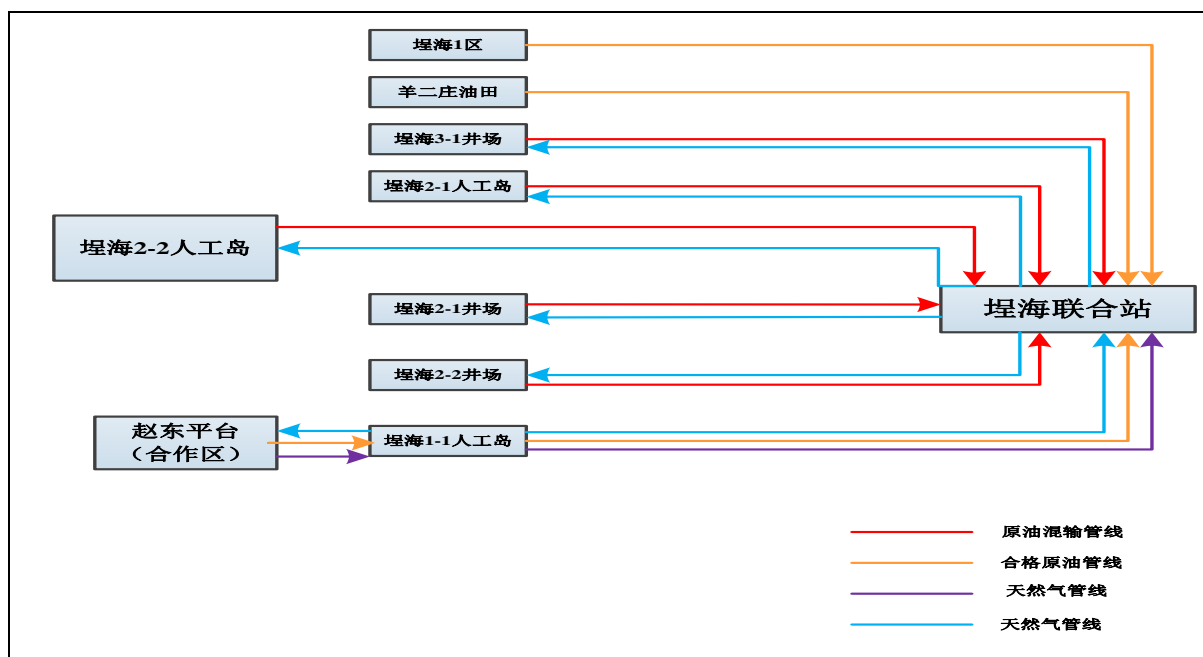 埕海1区
羊二庄油田
埕海3-1井场
埕海2-1人工岛
埕海2-2人工岛
埕海2-1井场
埕海联合站
埕海2-2井场
赵东平台
（合作区）
埕海1-1人工岛
原油混输管线
合格原油管线
天然气管线
天然气管线